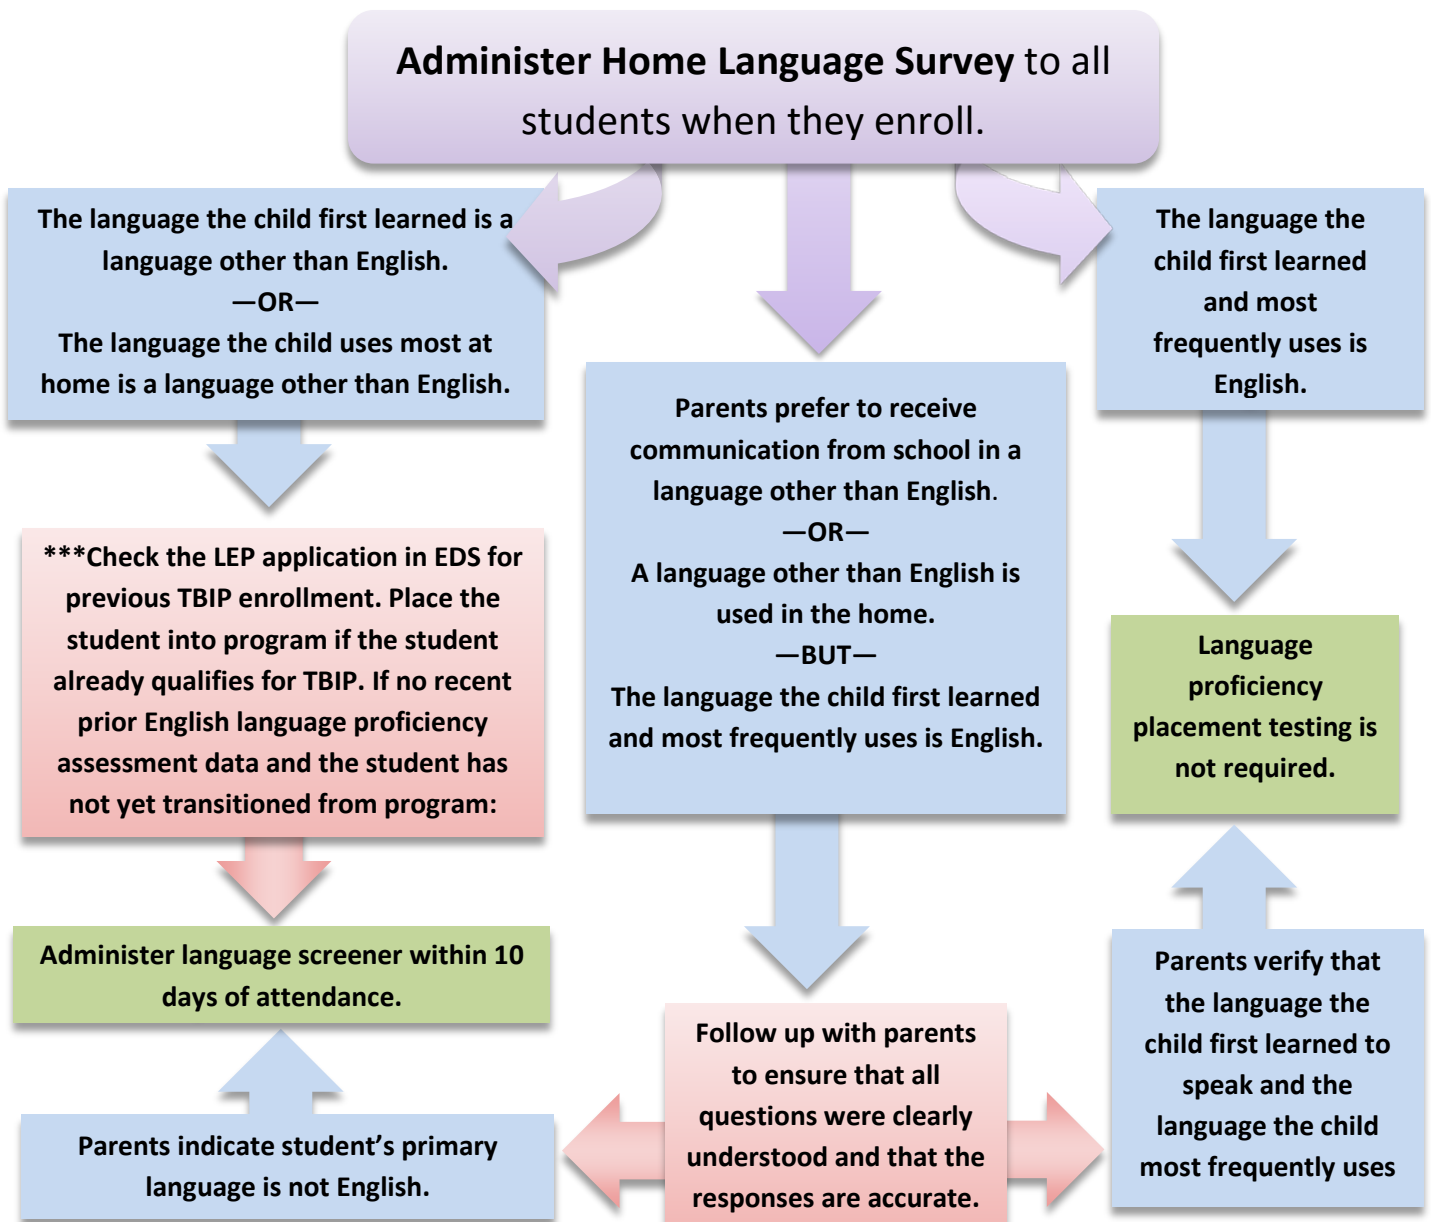 Administer Home Language Survey to all
students when they enroll.
The language the child first learned is a
language other than English.
—OR—
The language the child uses most at
home is a language other than English.
The language the
child first learned
and most
frequently uses is
English.
Parents prefer to receive
communication from school in a
language other than English.
—OR—
A language other than English is
used in the home.
—BUT—
The language the child first learned
and most frequently uses is English.
***Check the LEP application in EDS for
previous TBIP enrollment. Place the
student into program if the student
already qualifies for TBIP. If no recent
prior English language proficiency
assessment data and the student has
not yet transitioned from program:
Language
proficiency
placement testing is
not required.
Administer language screener within 10
days of attendance.
Follow up with parents
to ensure that all
questions were clearly
understood and that the
responses are accurate.
Parents verify that
the language the
child first learned to
speak and the
language the child
most frequently uses
Parents indicate student’s primary
language is not English.